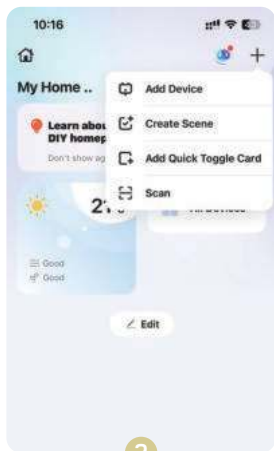 10:16
My Home ..
Add Device
Create Scene
Add Quick Toggle Card
Scan
Learn abou
DIY homep
Don't show ag
Good
Good
Edit
2